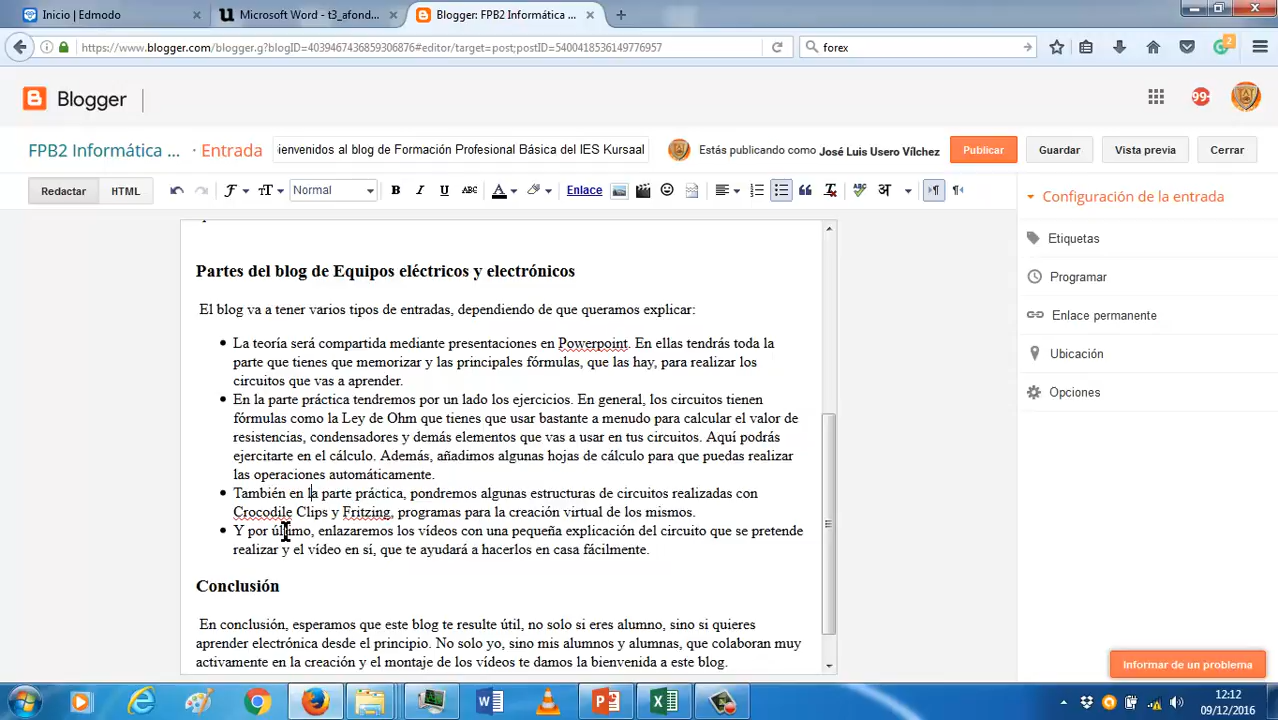 Inicio | Edmodo
Microsoft Word - t3_afond...
Blogger: FPB2 Informática ...
https://www.blogger.com/blogger.g?blogID=4039467436859306876#editor/target=post;postID=5400418536149776957
forex
2
Blogger
99+
FPB2 Informática ... · Entrada
ienvenidos al blog de Formación Profesional Básica del IES Kursaal
Estás publicando como José Luis Usero Vílchez
Publicar
Guardar
Vista previa
Cerrar
Redactar
HTML
Normal
B I U ABC
A
Enlace
Configuración de la entrada
Etiquetas
Programar
Enlace permanente
Ubicación
Opciones
Partes del blog de Equipos eléctricos y electrónicos
El blog va a tener varios tipos de entradas, dependiendo de que queramos explicar:
La teoría será compartida mediante presentaciones en Powerpoint. En ellas tendrás toda la
parte que tienes que memorizar y las principales fórmulas, que las hay, para realizar los
circuitos que vas a aprender.
En la parte práctica tendremos por un lado los ejercicios. En general, los circuitos tienen
fórmulas como la Ley de Ohm que tienes que usar bastante a menudo para calcular el valor de
resistencias, condensadores y demás elementos que vas a usar en tus circuitos. Aquí podrás
ejercitarte en el cálculo. Además, añadimos algunas hojas de cálculo para que puedas realizar
las operaciones automáticamente.
También en la parte práctica, pondremos algunas estructuras de circuitos realizadas con
Crocodile Clips y Fritzing, programas para la creación virtual de los mismos.
Y por último, enlazaremos los vídeos con una pequeña explicación del circuito que se pretende
realizar y el vídeo en sí, que te ayudará a hacerlos en casa fácilmente.
Conclusión
En conclusión, esperamos que este blog te resulte útil, no solo si eres alumno, sino si quieres
aprender electrónica desde el principio. No solo yo, sino mis alumnos y alumnas, que colaboran muy
activamente en la creación y el montaje de los vídeos te damos la bienvenida a este blog.
Informar de un problema
12:12
09/12/2016